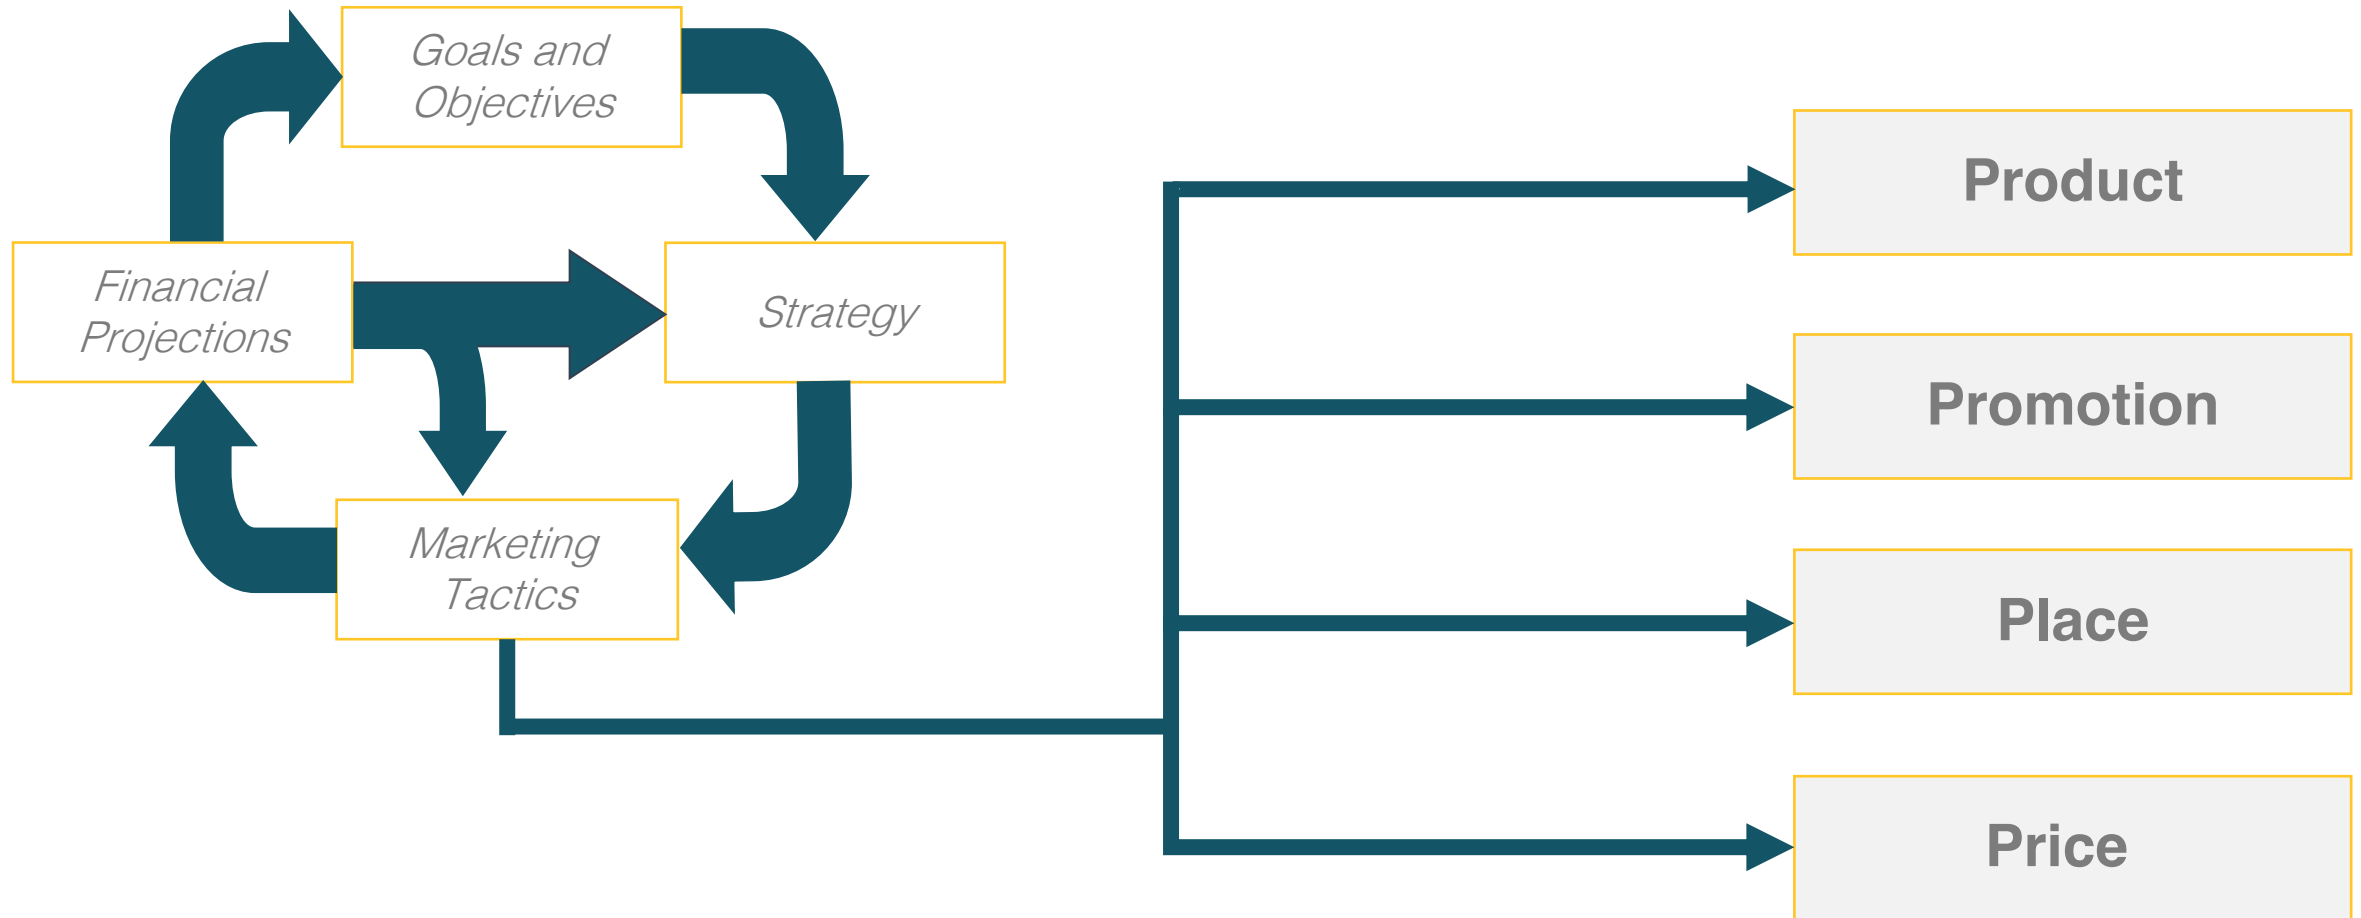 Goals and
Objectives
Financial
Projections
Strategy
Marketing
Tactics
Product
Promotion
Place
Price